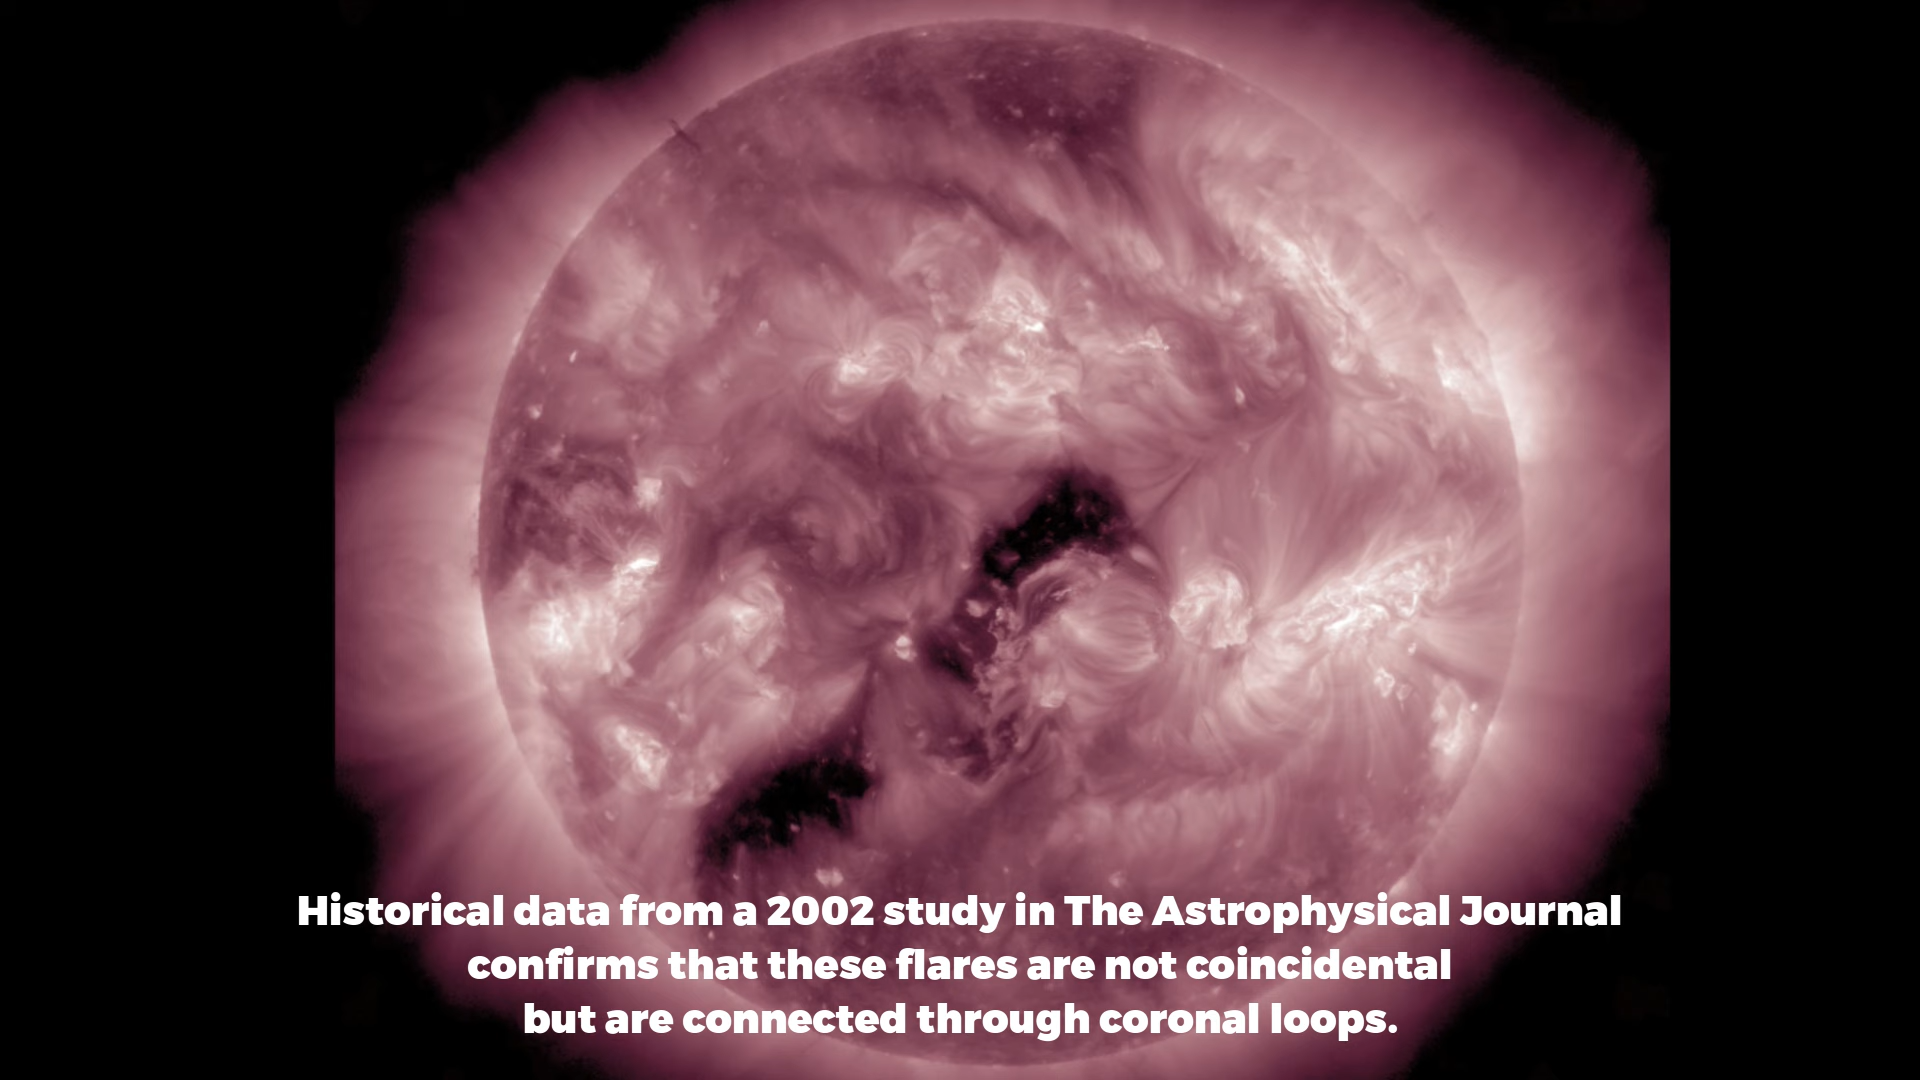 Historical data from a 2002 study in The Astrophysical Journal
confirms that these flares are not coincidental
but are connected through coronal loops.